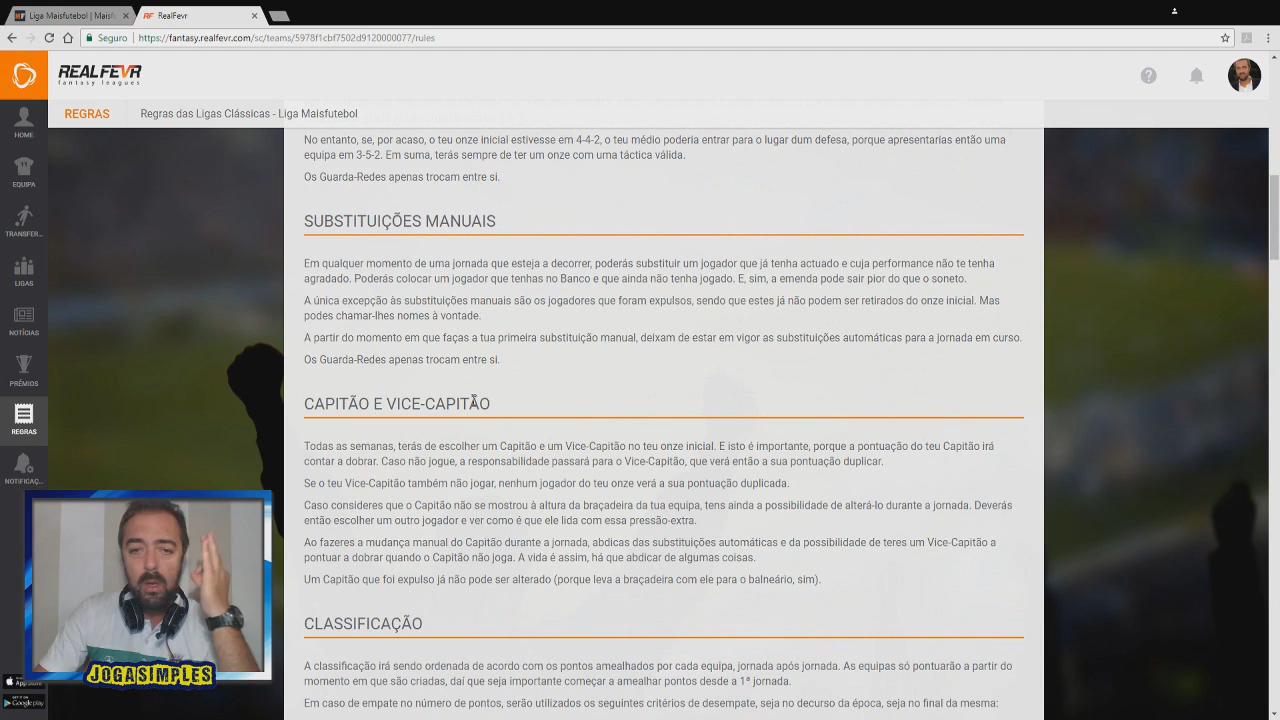 Liga Maisfutebol | Maisf
RealFevr
Seguro
https://fantasy.realfevr.com/sc/teams/5978f1cbf7502d9120000077/rules
REALFEVR
fantasy leagues
REGRAS
Regras das Ligas Clássicas - Liga Maisfutebol
HOME
EQUIPA
TRANSFER...
LIGAS
NOTÍCIAS
PRÉMIOS
REGRAS
NOTIFICAÇ...
App Store
GET IT ON
Google play
No entanto, se, por acaso, o teu onze inicial estivesse em 4-4-2, o teu médio poderia entrar para o lugar dum defesa, porque apresentarias então uma
equipa em 3-5-2. Em suma, terás sempre de ter um onze com uma táctica válida.
Os Guarda-Redes apenas trocam entre si.
SUBSTITUIÇÕES MANUAIS
Em qualquer momento de uma jornada que esteja a decorrer, poderás substituir um jogador que já tenha actuado e cuja performance não te tenha
agradado. Poderás colocar um jogador que tenhas no Banco e que ainda não tenha jogado. E, sim, a emenda pode sair pior do que o soneto.
A única excepção às substituições manuais são os jogadores que foram expulsos, sendo que estes já não podem ser retirados do onze inicial. Mas
podes chamar-lhes nomes à vontade.
A partir do momento em que faças a tua primeira substituição manual, deixam de estar em vigor as substituições automáticas para a jornada em curso.
Os Guarda-Redes apenas trocam entre si.
CAPITÃO E VICE-CAPITÃO
Todas as semanas, terás de escolher um Capitão e um Vice-Capitão no teu onze inicial. E isto é importante, porque a pontuação do teu Capitão irá
contar a dobrar. Caso não jogue, a responsabilidade passará para o Vice-Capitão, que verá então a sua pontuação duplicar.
Se o teu Vice-Capitão também não jogar, nenhum jogador do teu onze verá a sua pontuação duplicada.
Caso consideres que o Capitão não se mostrou à altura da braçadeira da tua equipa, tens ainda a possibilidade de alterá-lo durante a jornada. Deverás
então escolher um outro jogador e ver como é que ele lida com essa pressão-extra.
Ao fazeres a mudança manual do Capitão durante a jornada, abdicas das substituições automáticas e da possibilidade de teres um Vice-Capitão a
pontuar a dobrar quando o Capitão não joga. A vida é assim, há que abdicar de algumas coisas.
Um Capitão que foi expulso já não pode ser alterado (porque leva a braçadeira com ele para o balneário, sim).
CLASSIFICAÇÃO
A classificação irá sendo ordenada de acordo com os pontos amealhados por cada equipa, jornada após jornada. As equipas só pontuarão a partir do
momento em que são criadas, daí que seja importante começar a amealhar pontos desde a 1ª jornada.
Em caso de empate no número de pontos, serão utilizados os seguintes critérios de desempate, seja no decurso da época, seja no final da mesma:
JOGA SIMPLES